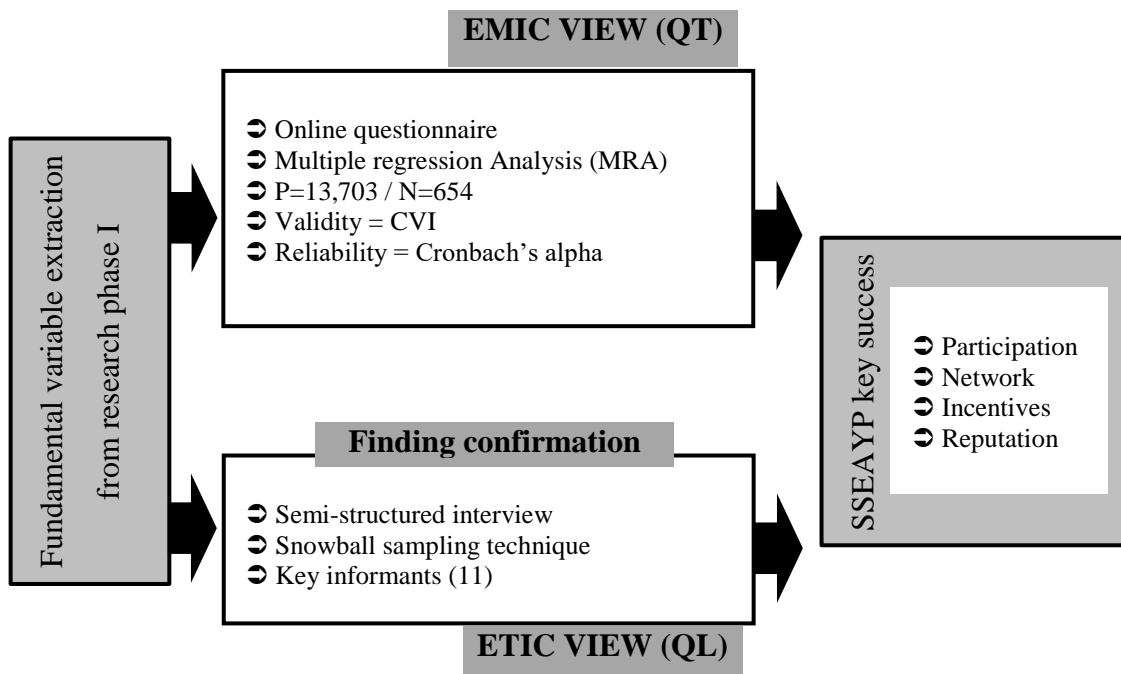 EMIC VIEW (QT)
Fundamental variable extraction
from research phase I
➲ Online questionnaire
➲ Multiple regression Analysis (MRA)
➲ P=13,703 / N=654
➲ Validity = CVI
➲ Reliability = Cronbach’s alpha
Finding confirmation
➲ Semi-structured interview
➲ Snowball sampling technique
➲ Key informants (11)
ETIC VIEW (QL)
SSEAYP key success
➲ Participation
➲ Network
➲ Incentives
➲ Reputation